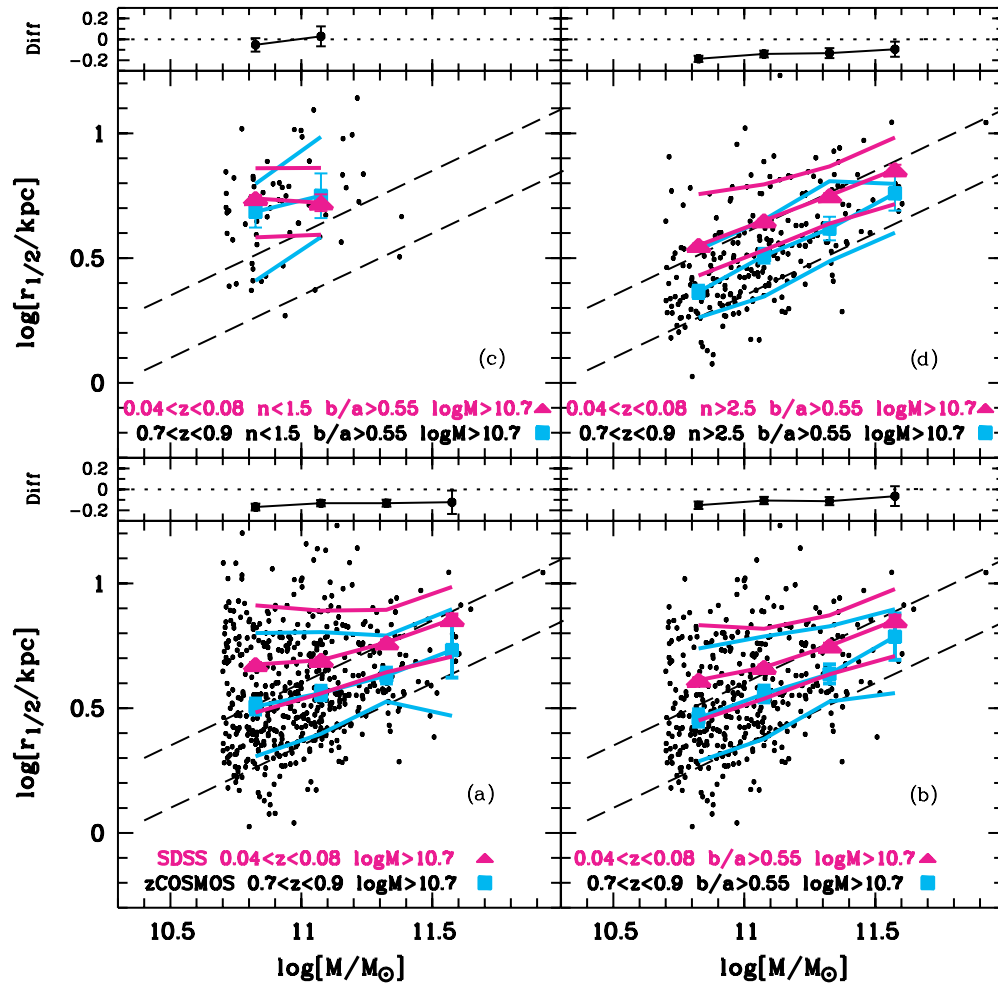 0.2
0
−0.2
Diff
0.2
0
−0.2
1
0.5
0
log[r1/2/kpc]
(c)
(d)
0.04<z<0.08 n<1.5 b/a>0.55 logM>10.7
0.7<z<0.9 n<1.5 b/a>0.55 logM>10.7
0.04<z<0.08 n>2.5 b/a>0.55 logM>10.7
0.7<z<0.9 n>2.5 b/a>0.55 logM>10.7
0.2
0
−0.2
Diff
1
0.5
0
log[r1/2/kpc]
(a)
(b)
SDSS 0.04<z<0.08 logM>10.7
zCOSMOS 0.7<z<0.9 logM>10.7
0.04<z<0.08 b/a>0.55 logM>10.7
0.7<z<0.9 b/a>0.55 logM>10.7
10.5 11 11.5
10.5 11 11.5
log[M/M⊙]
log[M/M⊙]